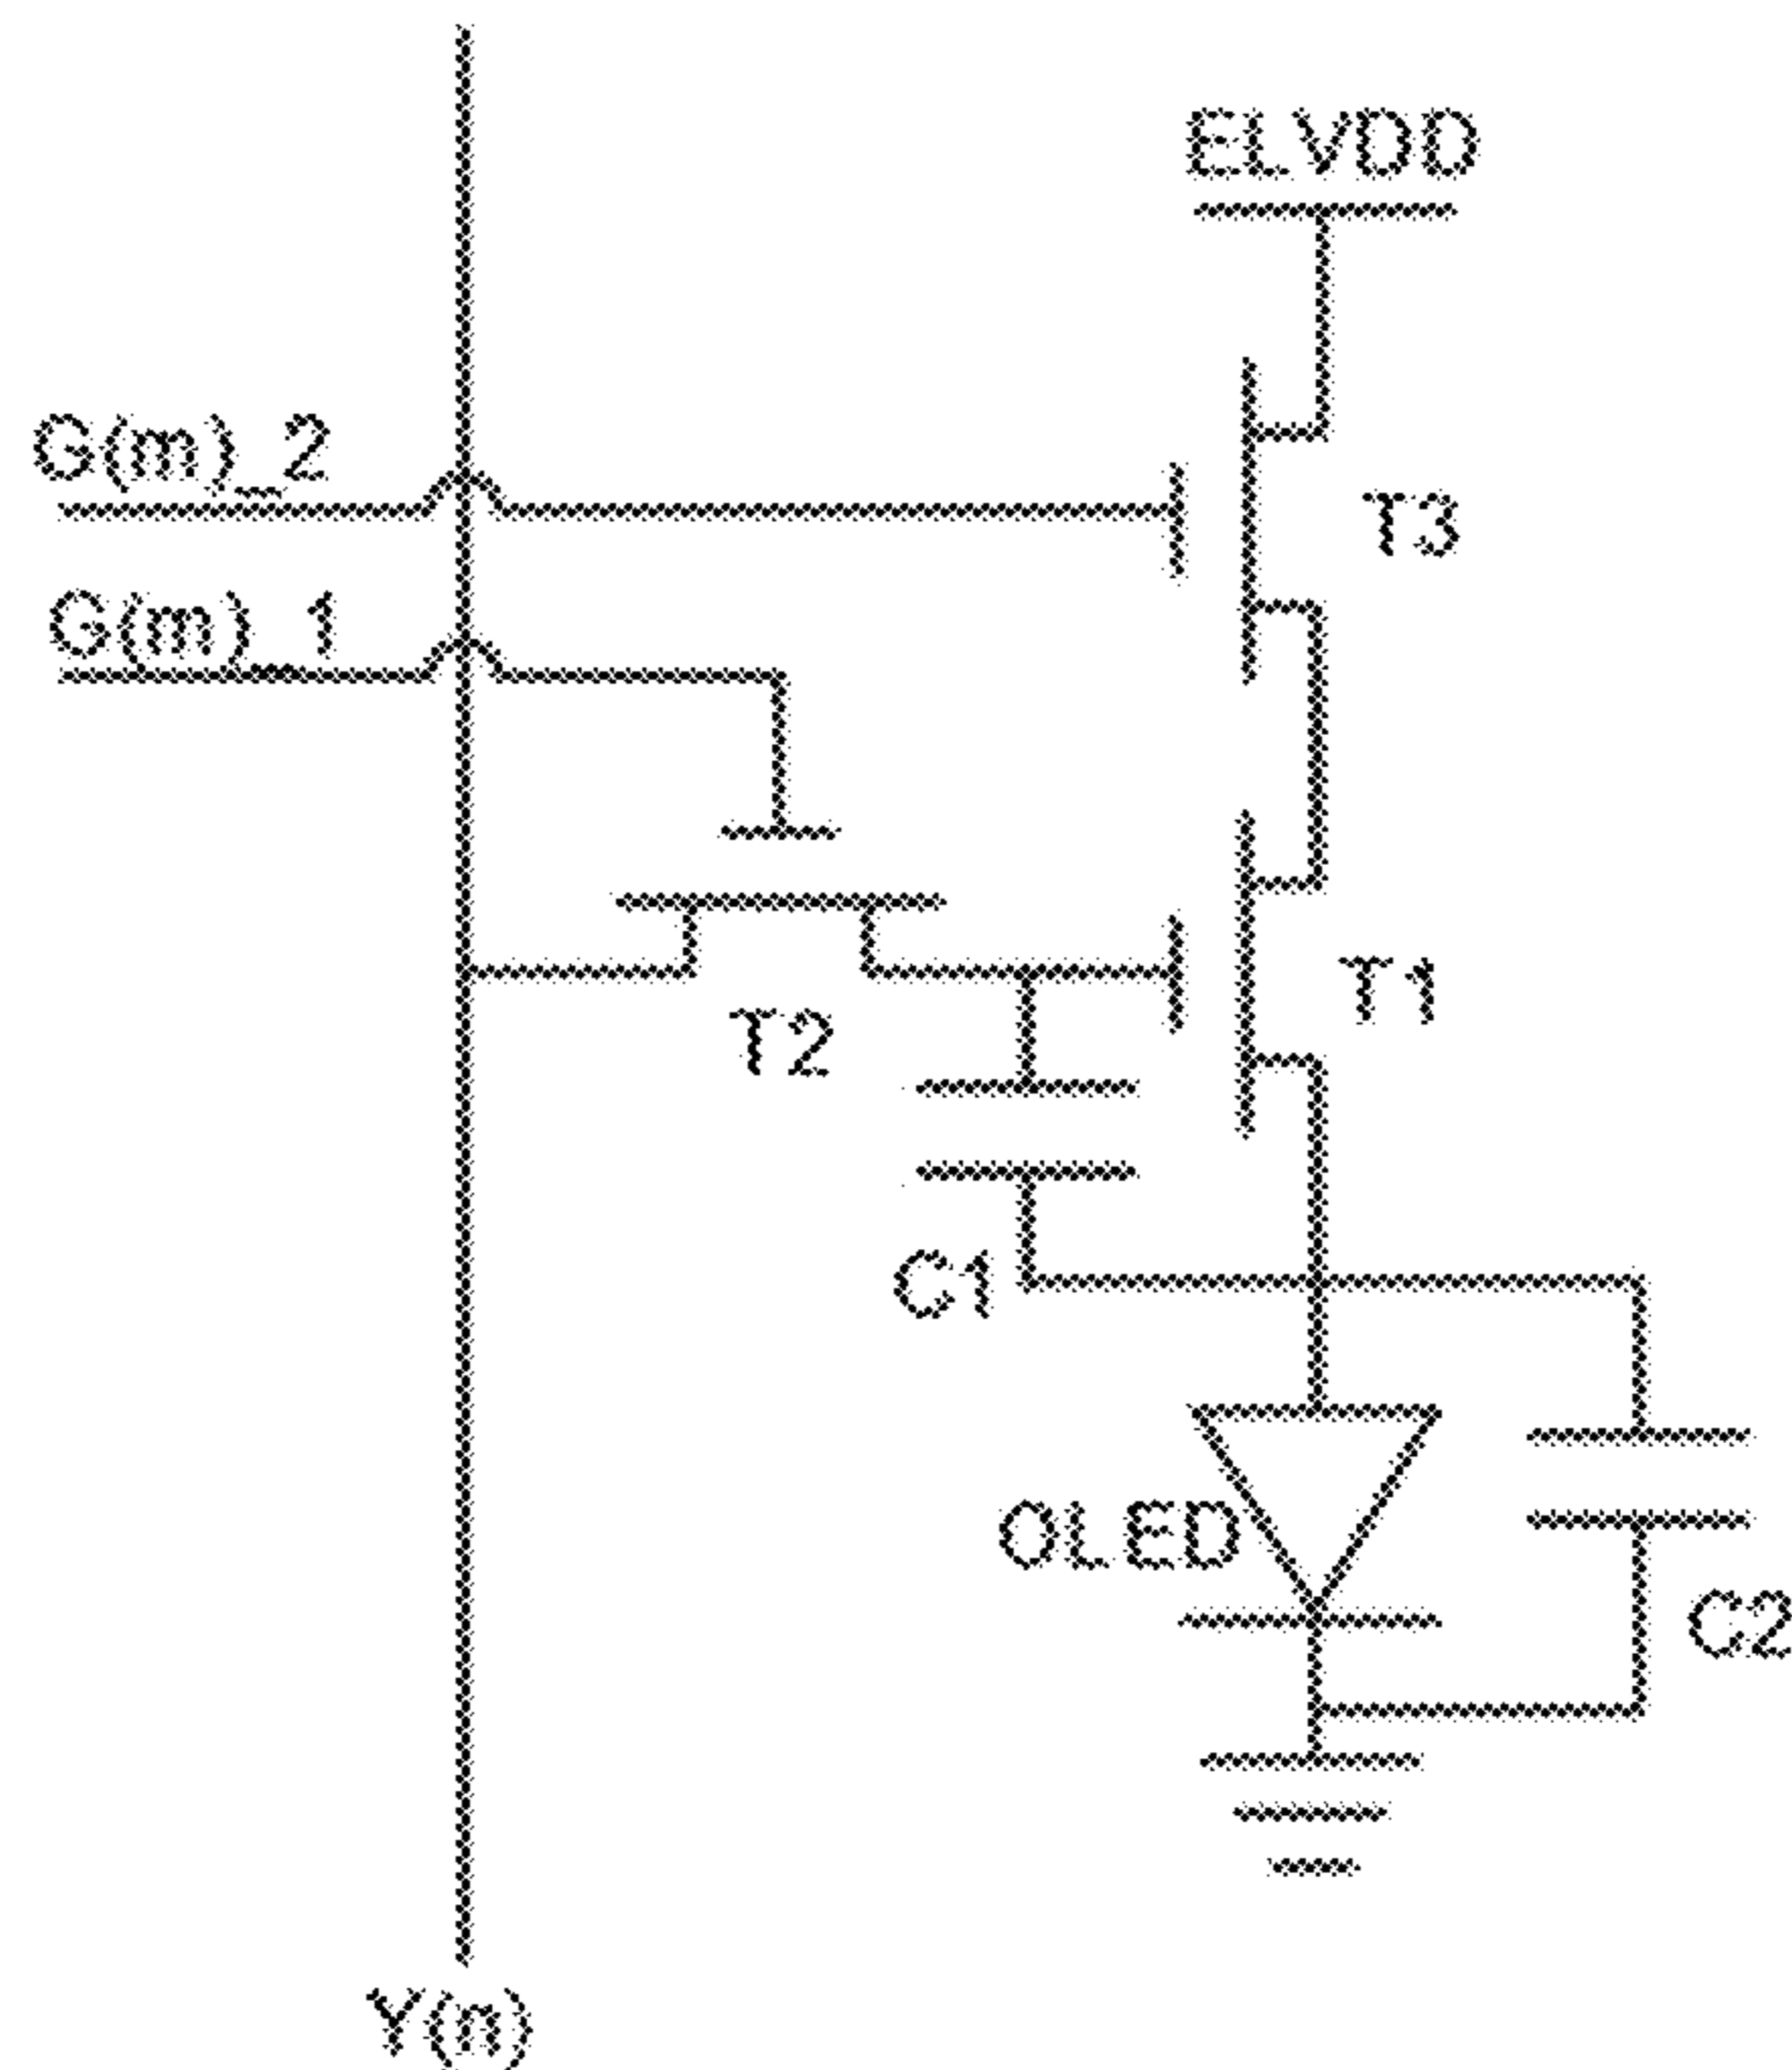 ELVDD
G(m)_2
T3
G(m)_1
T1
T2
C1
OLED
C2
Y(n)